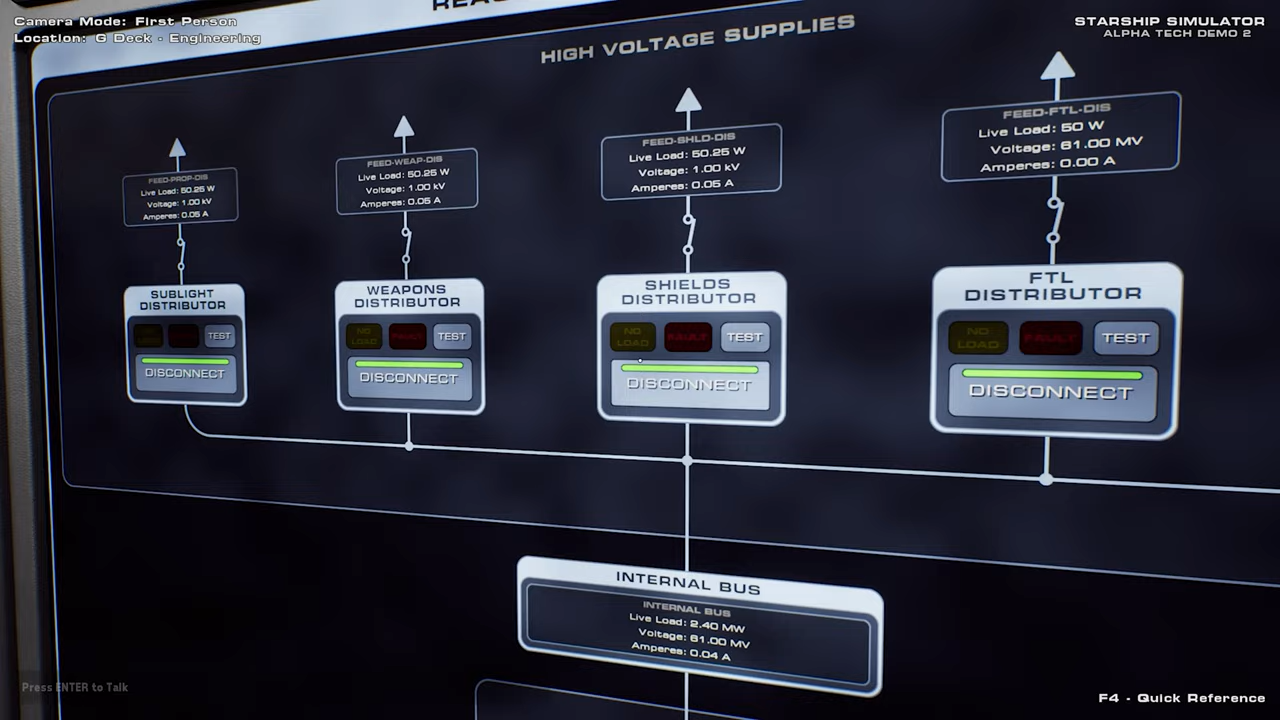 Camera Mode: First Person
Location: G Deck - Engineering
STARSHIP SIMULATOR
ALPHA TECH DEMO 2
HIGH VOLTAGE SUPPLIES
FEED-PROP-DIS
Live Load: 50.25 W
Voltage: 1.00 kV
Amperes: 0.05 A
FEED-WEAP-DIS
Live Load: 50.25 W
Voltage: 1.00 kV
Amperes: 0.05 A
FEED-SHLD-DIS
Live Load: 50.25 W
Voltage: 1.00 kV
Amperes: 0.05 A
FEED-FTL-DIS
Live Load: 50 W
Voltage: 61.00 MV
Amperes: 0.00 A
SUBLIGHT
DISTRIBUTOR
TEST
DISCONNECT
WEAPONS
DISTRIBUTOR
NO
LOAD
FAULT
TEST
DISCONNECT
SHIELDS
DISTRIBUTOR
NO
LOAD
FAULT
TEST
DISCONNECT
FTL
DISTRIBUTOR
NO
LOAD
FAULT
TEST
DISCONNECT
INTERNAL BUS
INTERNAL BUS
Live Load: 2.40 MW
Voltage: 61.00 MV
Amperes: 0.04 A
Press ENTER to Talk
F4 - Quick Reference